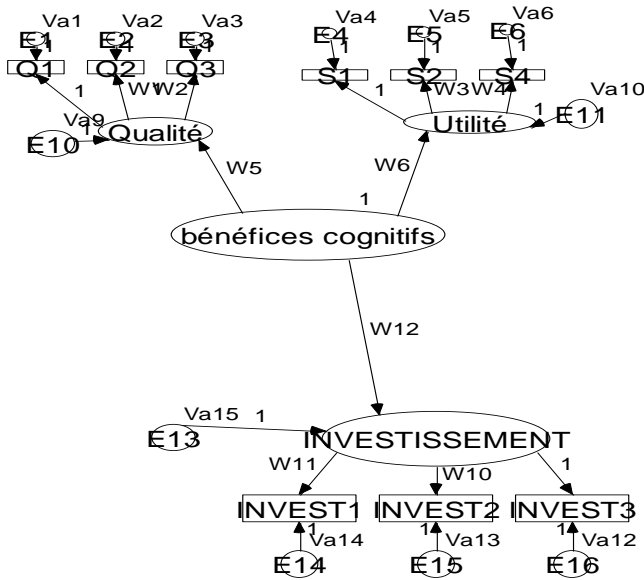 Va1 Va2 Va3 Va4 Va5 Va6
E1 E2 E3 E4 E5 E6
1 1 1 1 1 1
Q1 Q2 Q3 S1 S2 S4
Va10
1 W1 W2 1 W3 W4 1 E11
Va9
1
E10 Qualité Utilité
W5 W6
1
bénéfices cognitifs
W12
Va15 1
E13 INVESTISSEMENT
W11 W10 1
INVEST1 INVEST2 INVEST3
1 Va14 1 Va13 1 Va12
E14 E15 E16